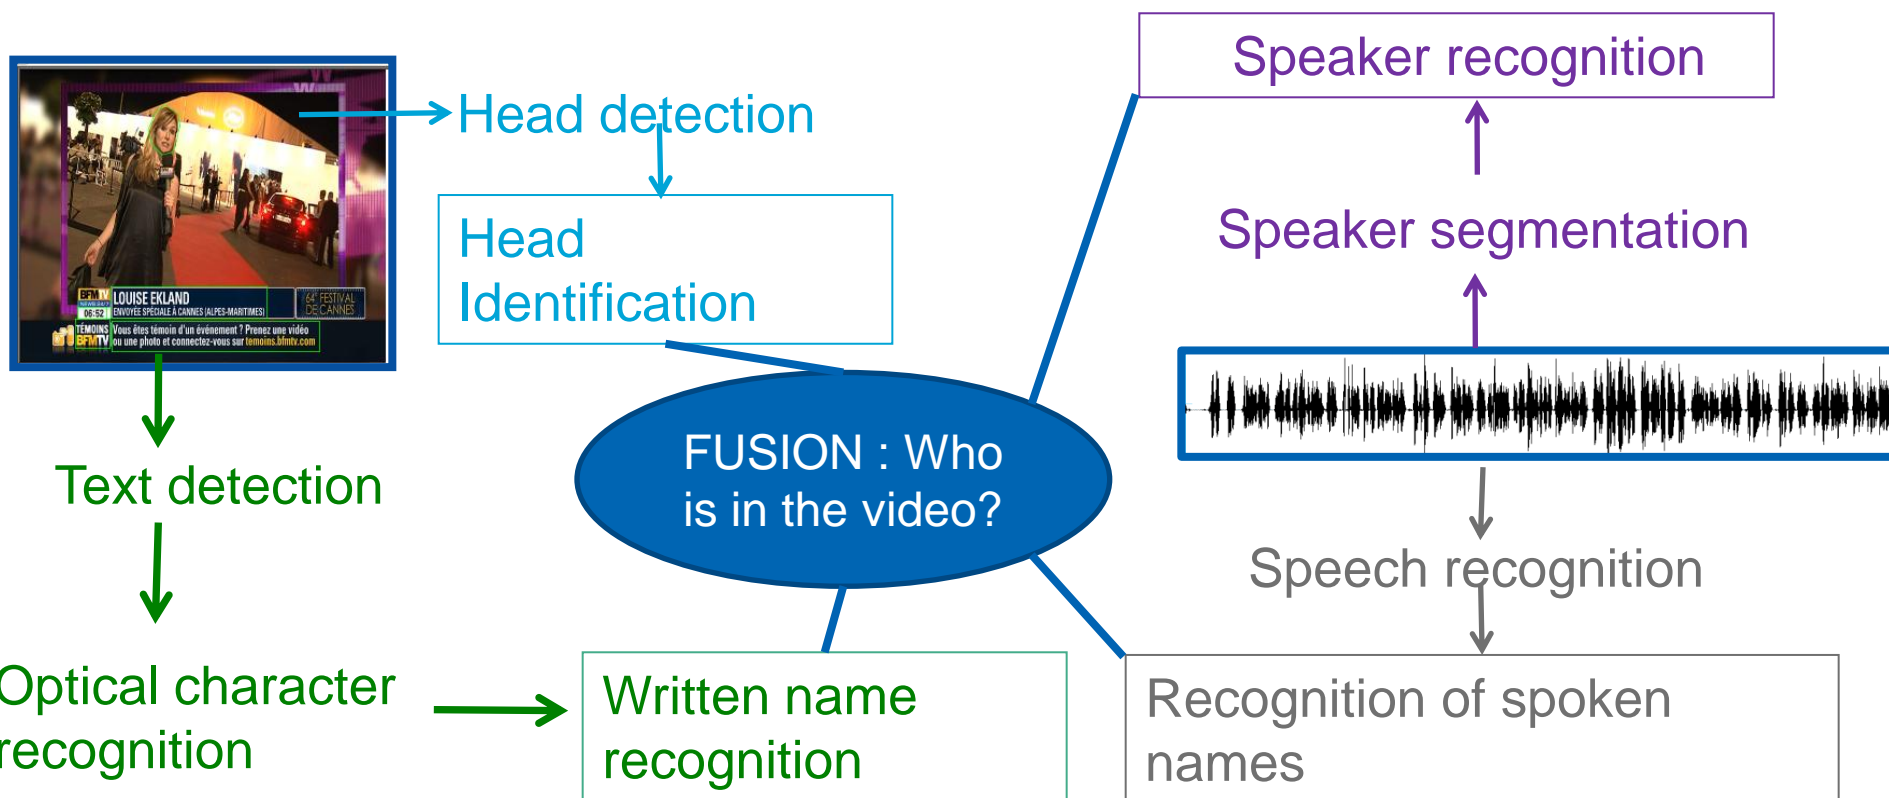 Speaker recognition
Head detection
Head
Identification
Speaker segmentation
BFMTV
LOUISE EKLAND
06:52
ENVOYÉE SPÉCIALE À CANNES (ALPES-MARITIMES)
64e FESTIVAL
DE CANNES
TÉMOINS
BFMTV
Vous êtes témoin d'un événement ? Prenez une vidéo
ou une photo et connectez-vous sur temoins.bfmtv.com
FUSION : Who
is in the video?
Text detection
Speech recognition
Optical character
recognition
Written name
recognition
Recognition of spoken
names